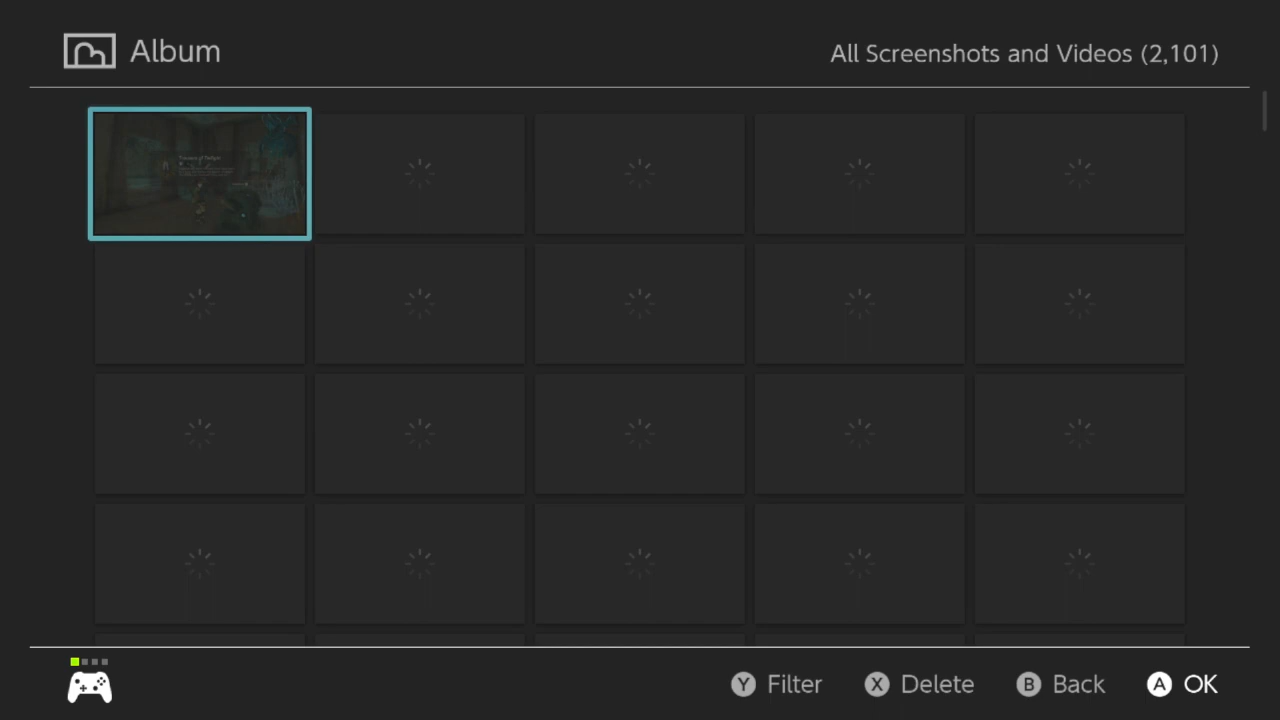 Album
All Screenshots and Videos (2,101)
Y Filter
X Delete
B Back
A OK